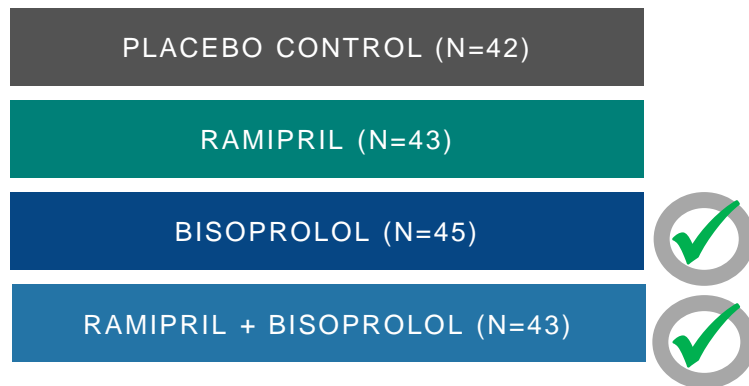 PLACEBO CONTROL (N=42)
RAMIPRIL (N=43)
BISOPROLOL (N=45)
RAMIPRIL + BISOPROLOL (N=43)